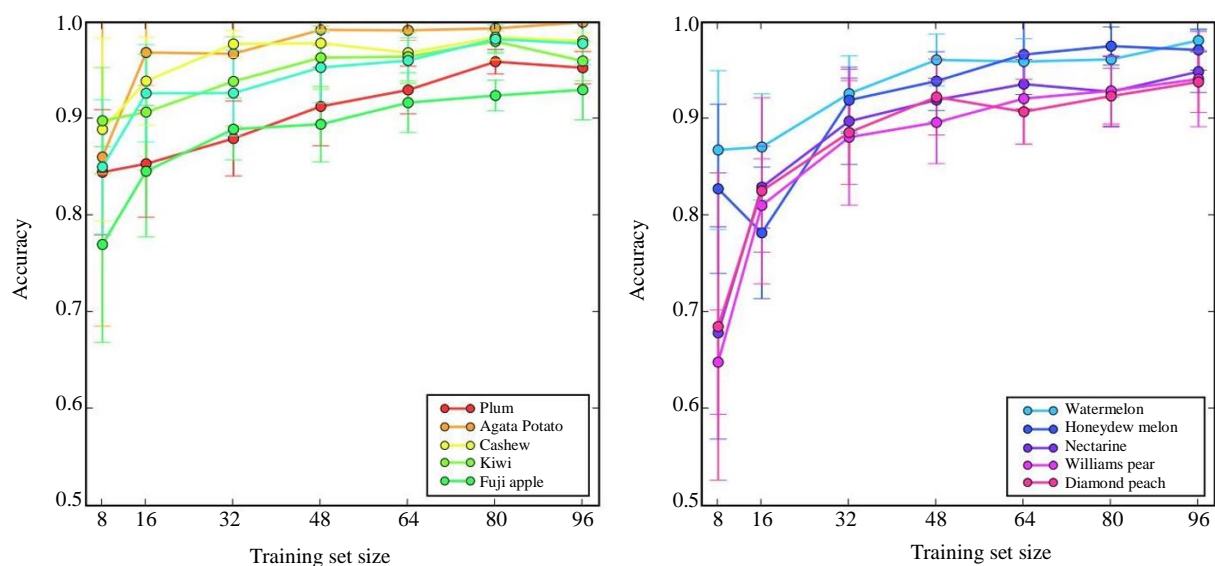 1.0
0.9
0.8
0.7
0.6
0.5
Accuracy
8 16 32 48 64 80 96
Training set size
Plum
Agata Potato
Cashew
Kiwi
Fuji apple
1.0
0.9
0.8
0.7
0.6
0.5
Accuracy
8 16 32 48 64 80 96
Training set size
Watermelon
Honeydew melon
Nectarine
Williams pear
Diamond peach